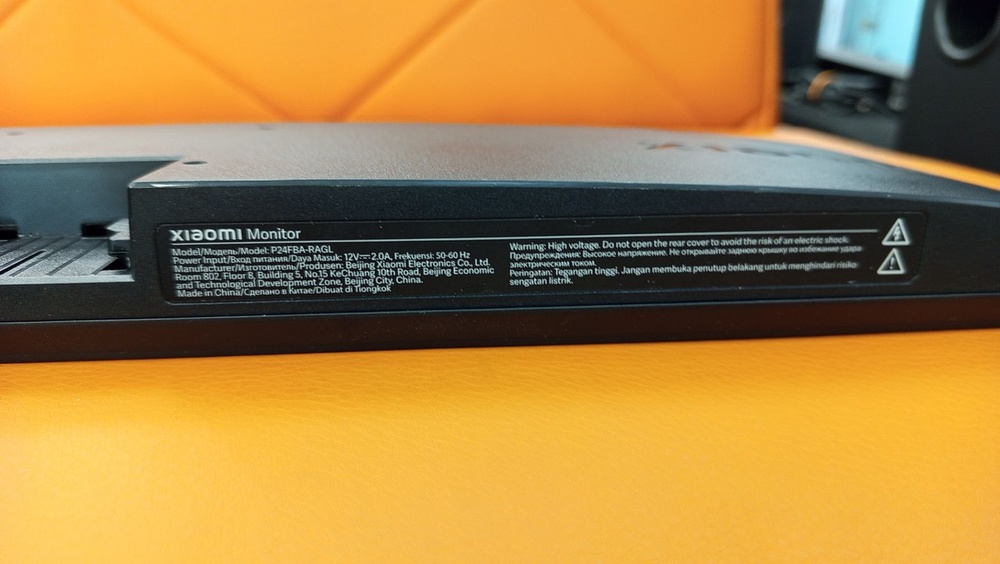 xiaomi Monitor
Model/Модель/Model: P24FBA-RAGL
Power Input/Вход питания/Daya Masuk: 12V⎓2.0A, Frekuensi: 50-60 Hz
Manufacturer/Изготовитель/Produsen: Beijing Xiaomi Electronics Co., Ltd.
Room 802, Floor 8, Building 5, No.15 KeChuang 10th Road, Beijing Economic
and Technological Development Zone, Beijing City, China.
Made in China/Сделано в Китае/Dibuat di Tiongkok
Warning: High voltage. Do not open the rear cover to avoid the risk of an electric shock.
Предупреждения: Высокое напряжение. Не открывайте заднюю крышку во избежание удара
электрическим током.
Peringatan: Tegangan tinggi. Jangan membuka penutup belakang untuk menghindari risiko
sengatan listrik.